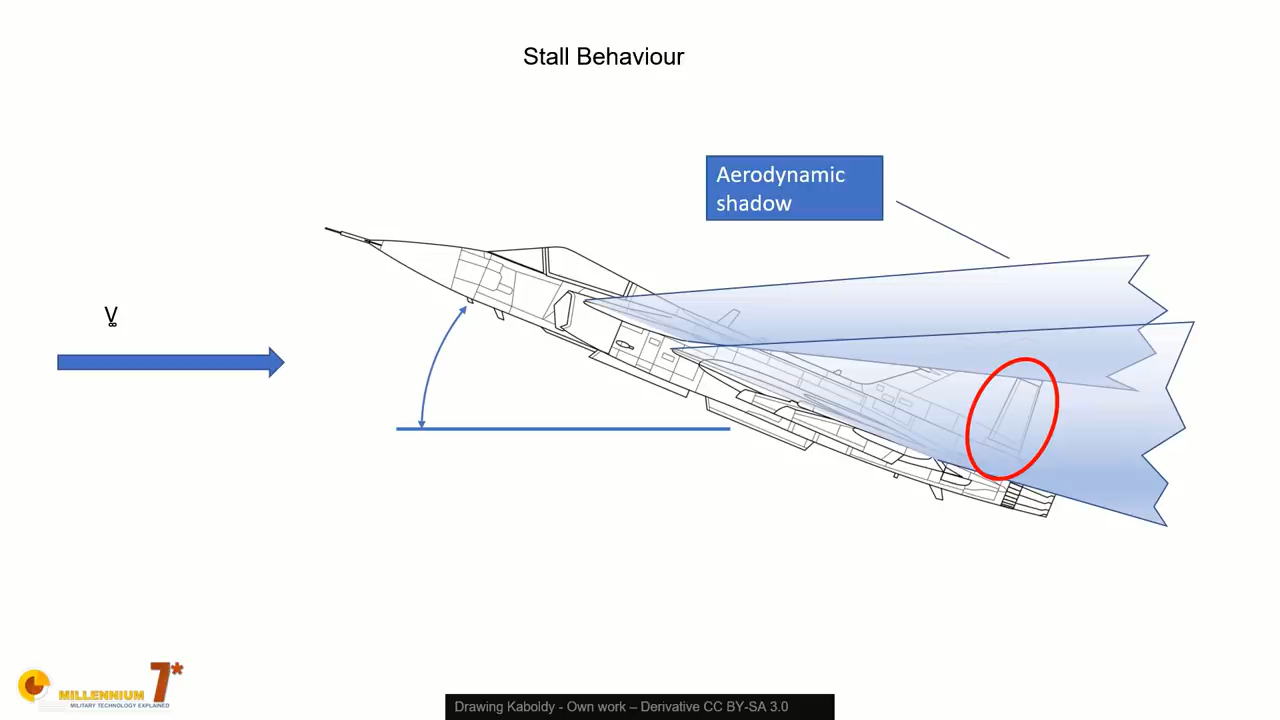 Stall Behaviour
Aerodynamic
shadow
V∞
MILLENNIUM 7*
MILITARY TECHNOLOGY EXPLAINED
Drawing Kaboldy - Own work – Derivative CC BY-SA 3.0